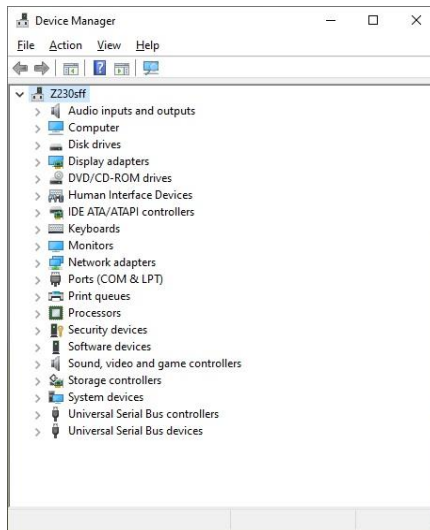 Device Manager
File Action View Help
Z230sff
Audio inputs and outputs
Computer
Disk drives
Display adapters
DVD/CD-ROM drives
Human Interface Devices
IDE ATA/ATAPI controllers
Keyboards
Monitors
Network adapters
Ports (COM & LPT)
Print queues
Processors
Security devices
Software devices
Sound, video and game controllers
Storage controllers
System devices
Universal Serial Bus controllers
Universal Serial Bus devices